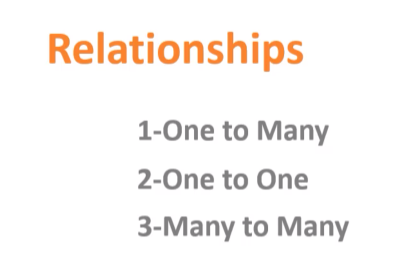 Relationships
1-One to Many
2-One to One
3-Many to Many